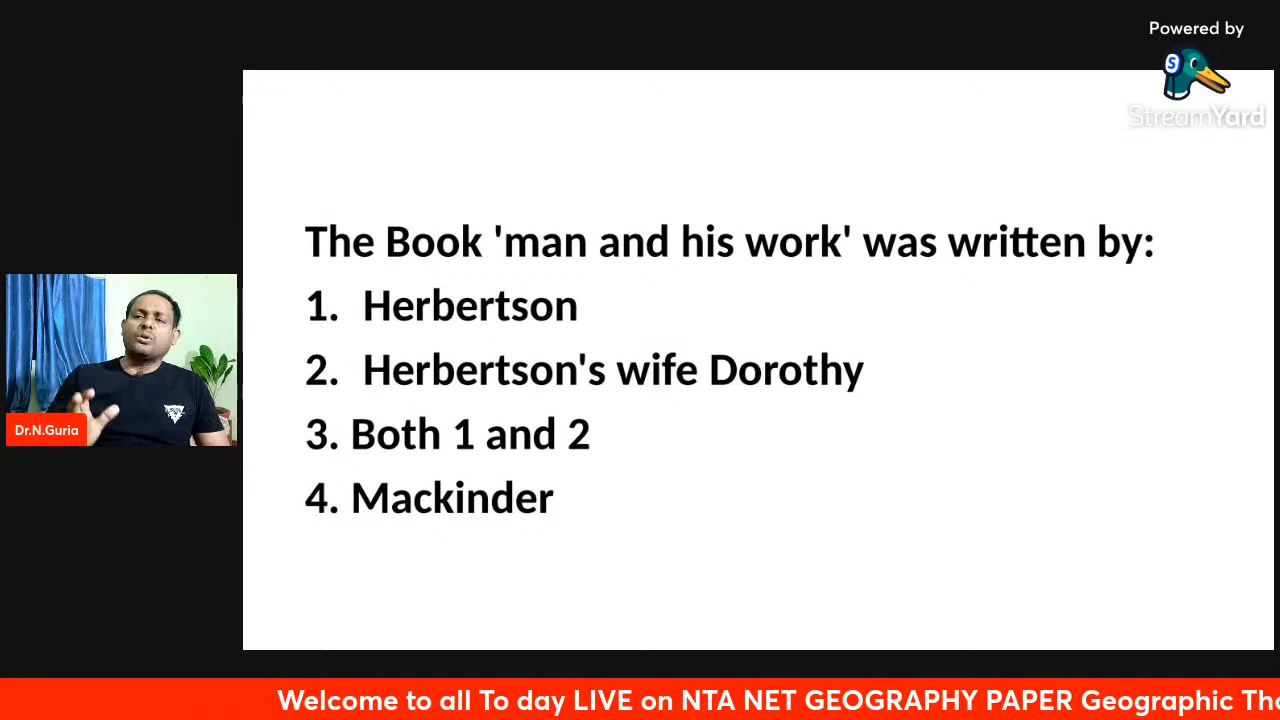 Powered by
StreamYard
The Book 'man and his work' was written by:
1. Herbertson
2. Herbertson's wife Dorothy
3. Both 1 and 2
4. Mackinder
Dr.N.Guria
Welcome to all To day LIVE on NTA NET GEOGRAPHY PAPER Geographic